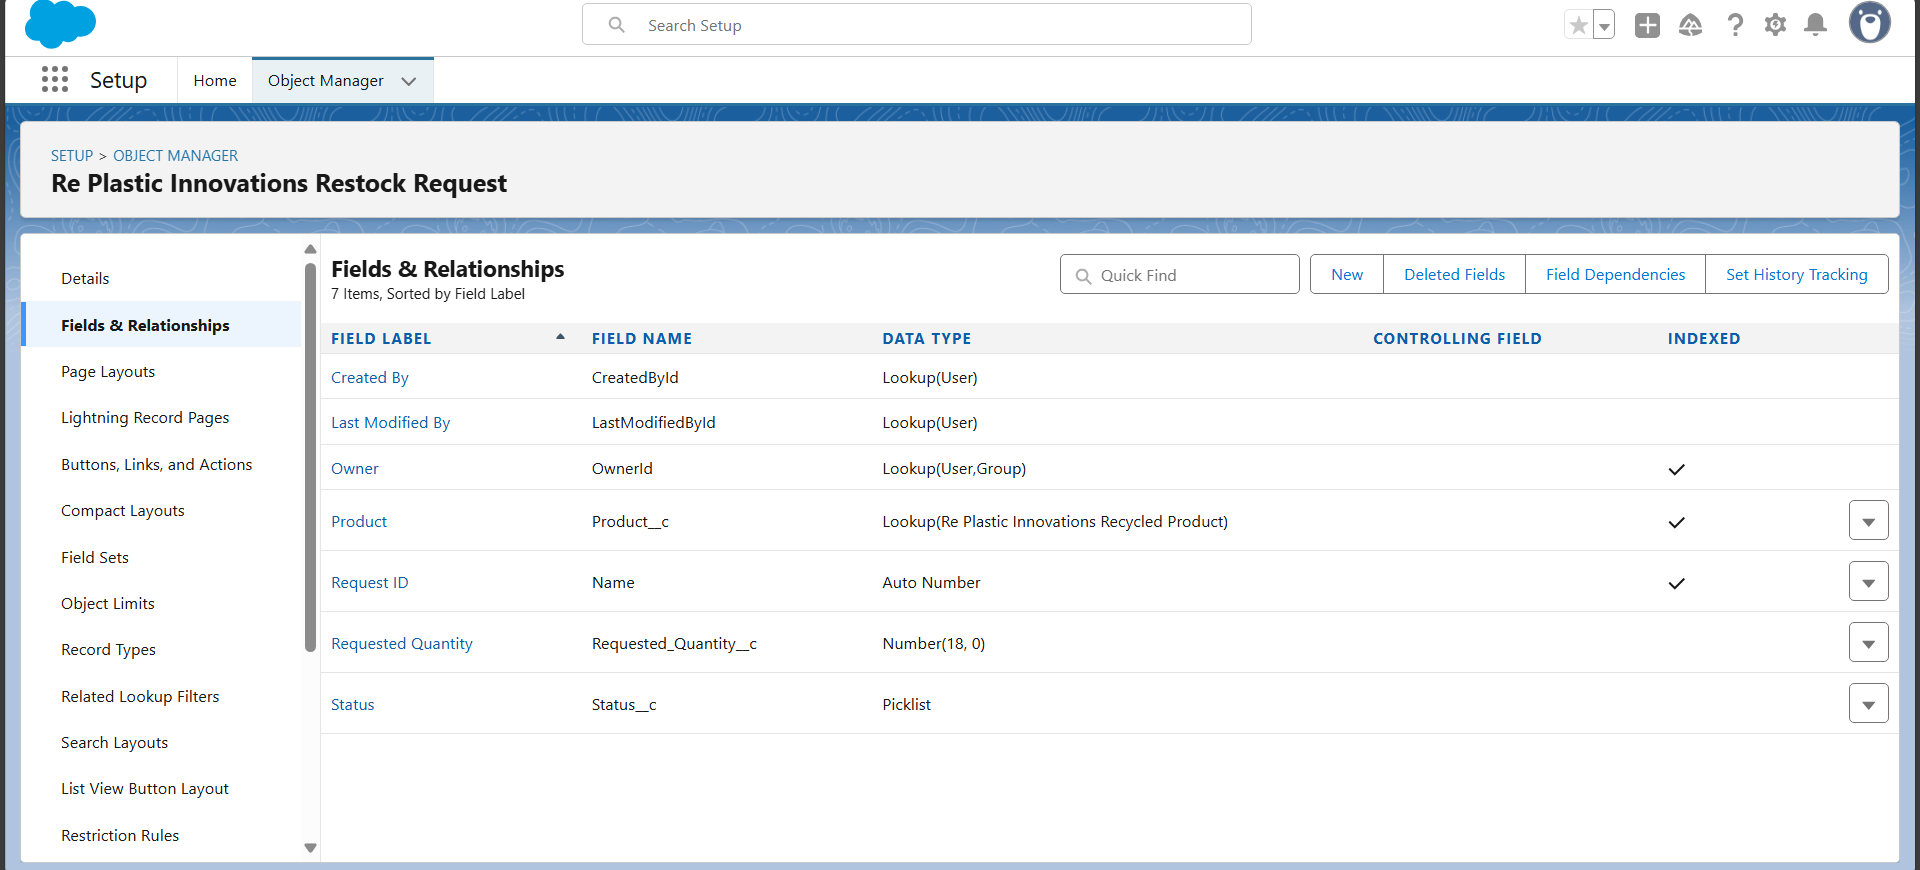 Search Setup
Setup
Home
Object Manager
SETUP > OBJECT MANAGER
Re Plastic Innovations Restock Request
Details
Fields & Relationships
Page Layouts
Lightning Record Pages
Buttons, Links, and Actions
Compact Layouts
Field Sets
Object Limits
Record Types
Related Lookup Filters
Search Layouts
List View Button Layout
Restriction Rules
Fields & Relationships
7 Items, Sorted by Field Label
Quick Find
New
Deleted Fields
Field Dependencies
Set History Tracking
FIELD LABEL FIELD NAME DATA TYPE CONTROLLING FIELD INDEXED
Created By CreatedById Lookup(User)
Last Modified By LastModifiedById Lookup(User)
Owner OwnerId Lookup(User,Group)
Product Product__c Lookup(Re Plastic Innovations Recycled Product)
Request ID Name Auto Number
Requested Quantity Requested_Quantity__c Number(18, 0)
Status Status__c Picklist